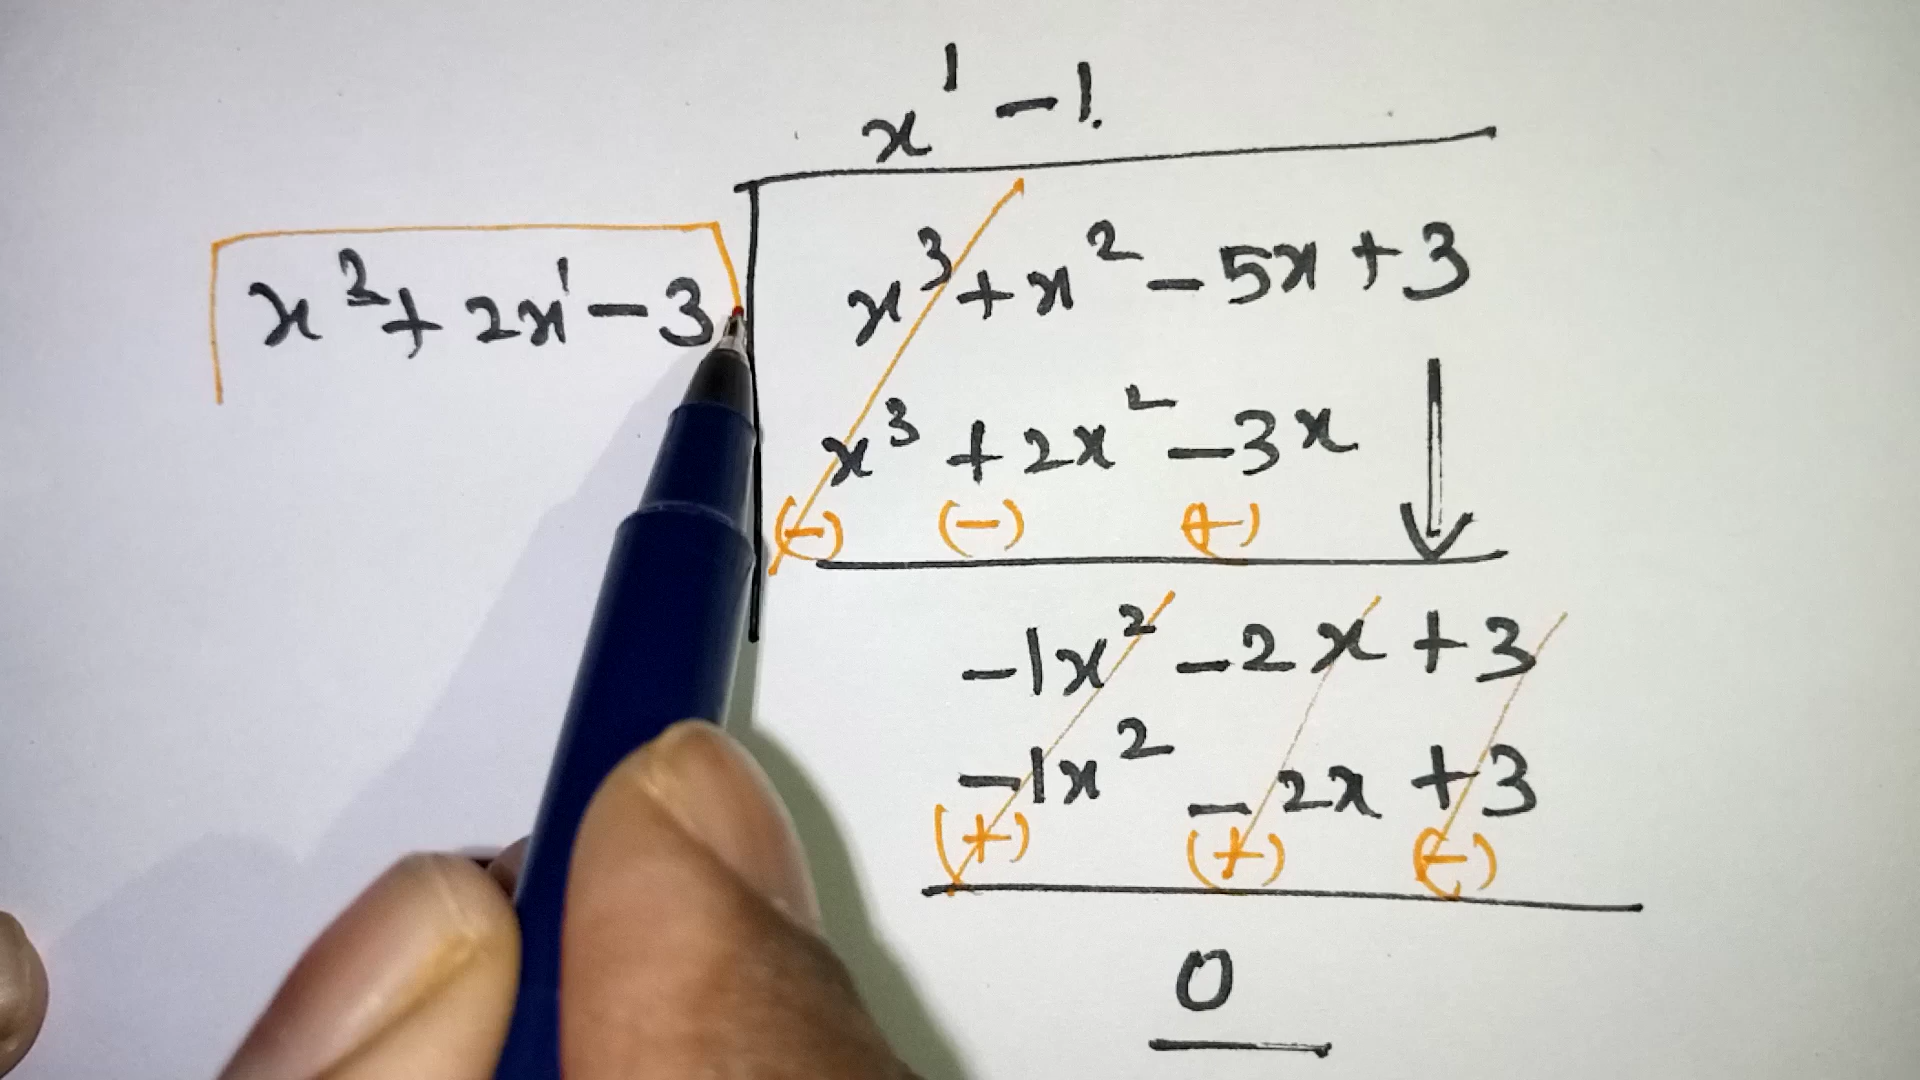 x¹ - 1.
x² + 2x¹ - 3
x³ + x² - 5x + 3
x³ + 2x² - 3x
(-) (-) (+)
-1x² - 2x + 3
-1x² - 2x + 3
(+) (+) (-)
0